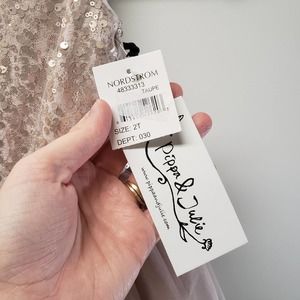 NORDSTROM
48333313
TAUPE
SIZE: 2T
DEPT: 030
Pippa & Julie
www.pippaandjulie.com